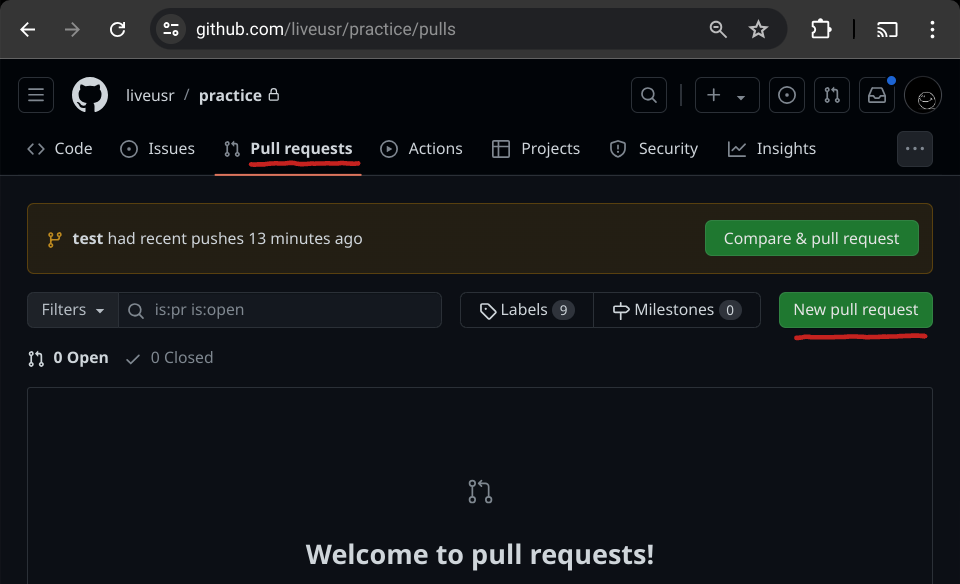 github.com/liveusr/practice/pulls
liveusr / practice
Code Issues Pull requests Actions Projects Security Insights
test had recent pushes 13 minutes ago Compare & pull request
Filters is:pr is:open Labels 9 Milestones 0 New pull request
0 Open 0 Closed
Welcome to pull requests!